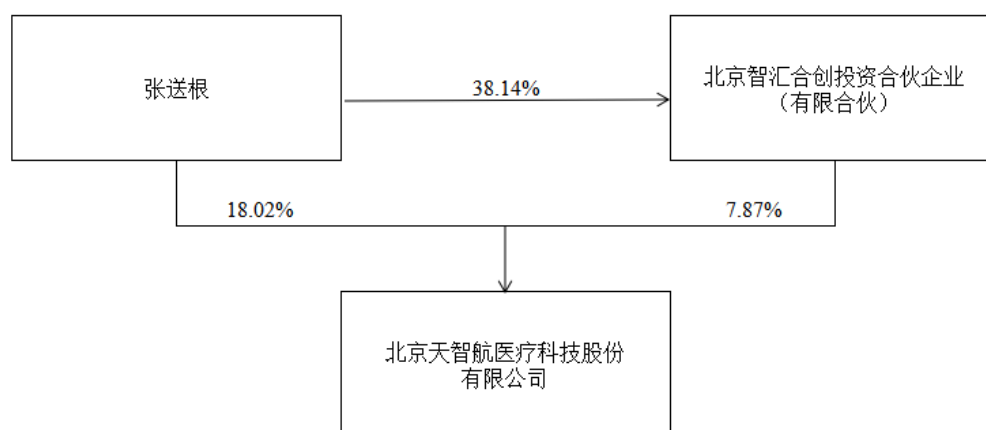 张送根
38.14%
北京智汇合创投资合伙企业
（有限合伙）
18.02%
7.87%
北京天智航医疗科技股份
有限公司